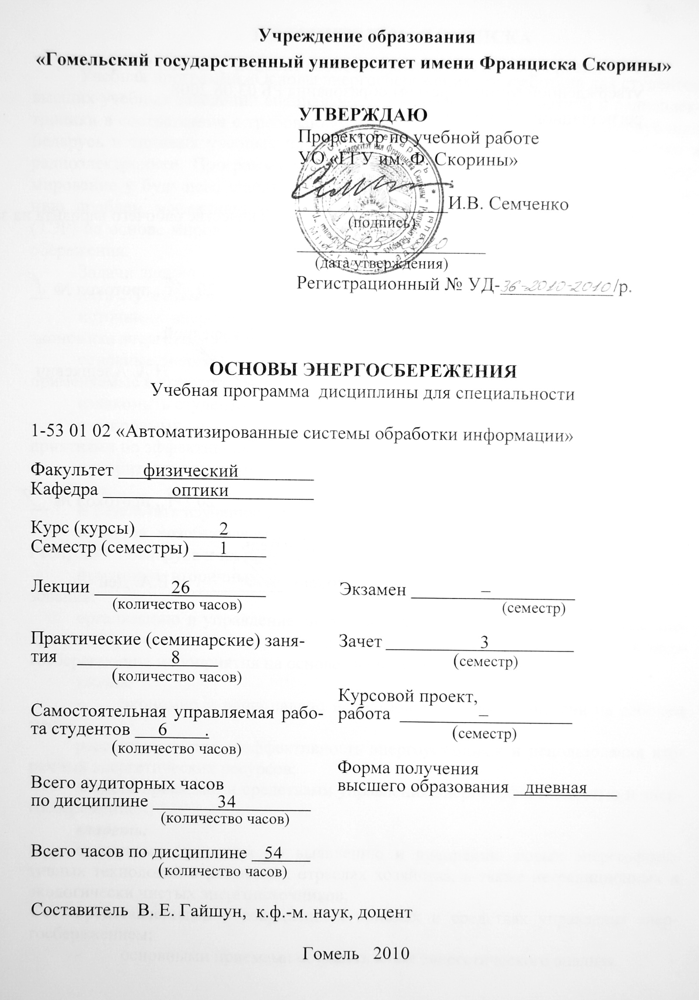 Учреждение образования
«Гомельский государственный университет имени Франциска Скорины»
УТВЕРЖДАЮ
Проректор по учебной работе
УО «ГГУ им. Ф. Скорины»
И.В. Семченко
(подпись)
(дата утверждения)
Регистрационный № УД-36-2010-2010/р.
ОСНОВЫ ЭНЕРГОСБЕРЕЖЕНИЯ
Учебная программа дисциплины для специальности
1-53 01 02 «Автоматизированные системы обработки информации»
Факультет физический
Кафедра оптики
Курс (курсы) 2
Семестр (семестры) 1
Лекции 26
(количество часов)
Экзамен –
(семестр)
Практические (семинарские) заня-
тия 8
(количество часов)
Зачет 3
(семестр)
Самостоятельная управляемая рабо-
та студентов 6 .
(количество часов)
Курсовой проект,
работа –
(семестр)
Всего аудиторных часов
по дисциплине 34
(количество часов)
Форма получения
высшего образования дневная
Всего часов по дисциплине 54
(количество часов)
Составитель В. Е. Гайшун, к.ф.-м. наук, доцент
Гомель 2010